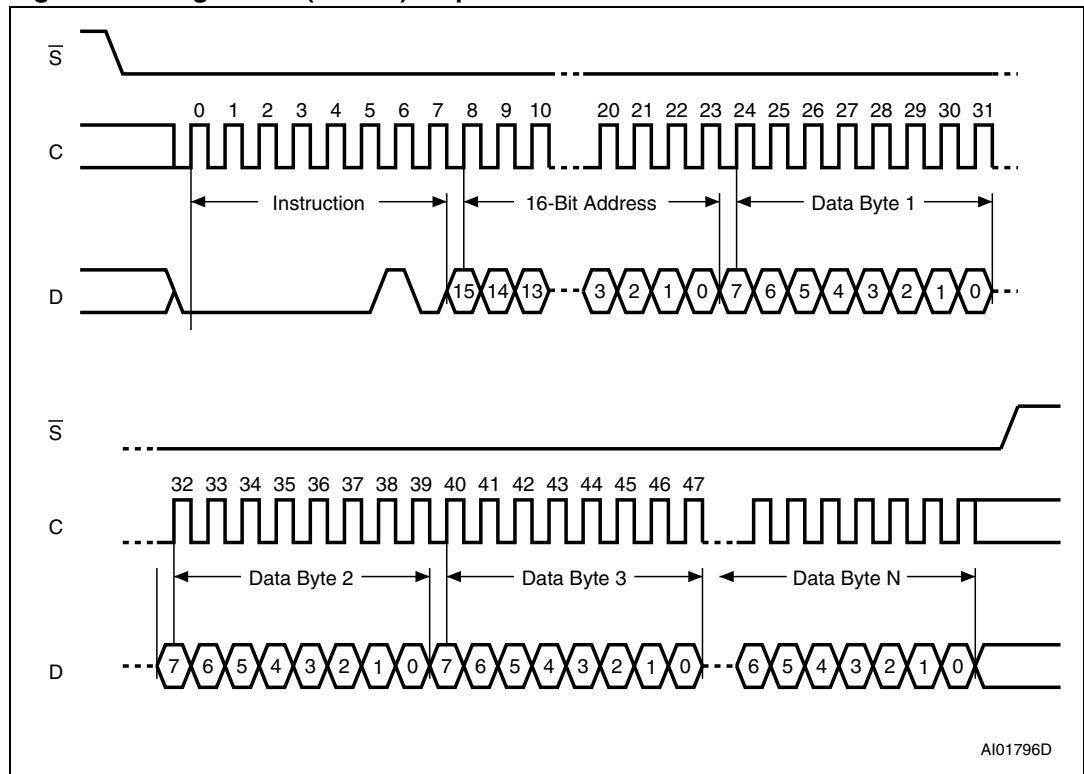 S
0 1 2 3 4 5 6 7 8 9 10 20 21 22 23 24 25 26 27 28 29 30 31
C
Instruction 16-Bit Address Data Byte 1
D 15 14 13 3 2 1 0 7 6 5 4 3 2 1 0
S
32 33 34 35 36 37 38 39 40 41 42 43 44 45 46 47
C
Data Byte 2 Data Byte 3 Data Byte N
D 7 6 5 4 3 2 1 0 7 6 5 4 3 2 1 0 6 5 4 3 2 1 0
AI01796D